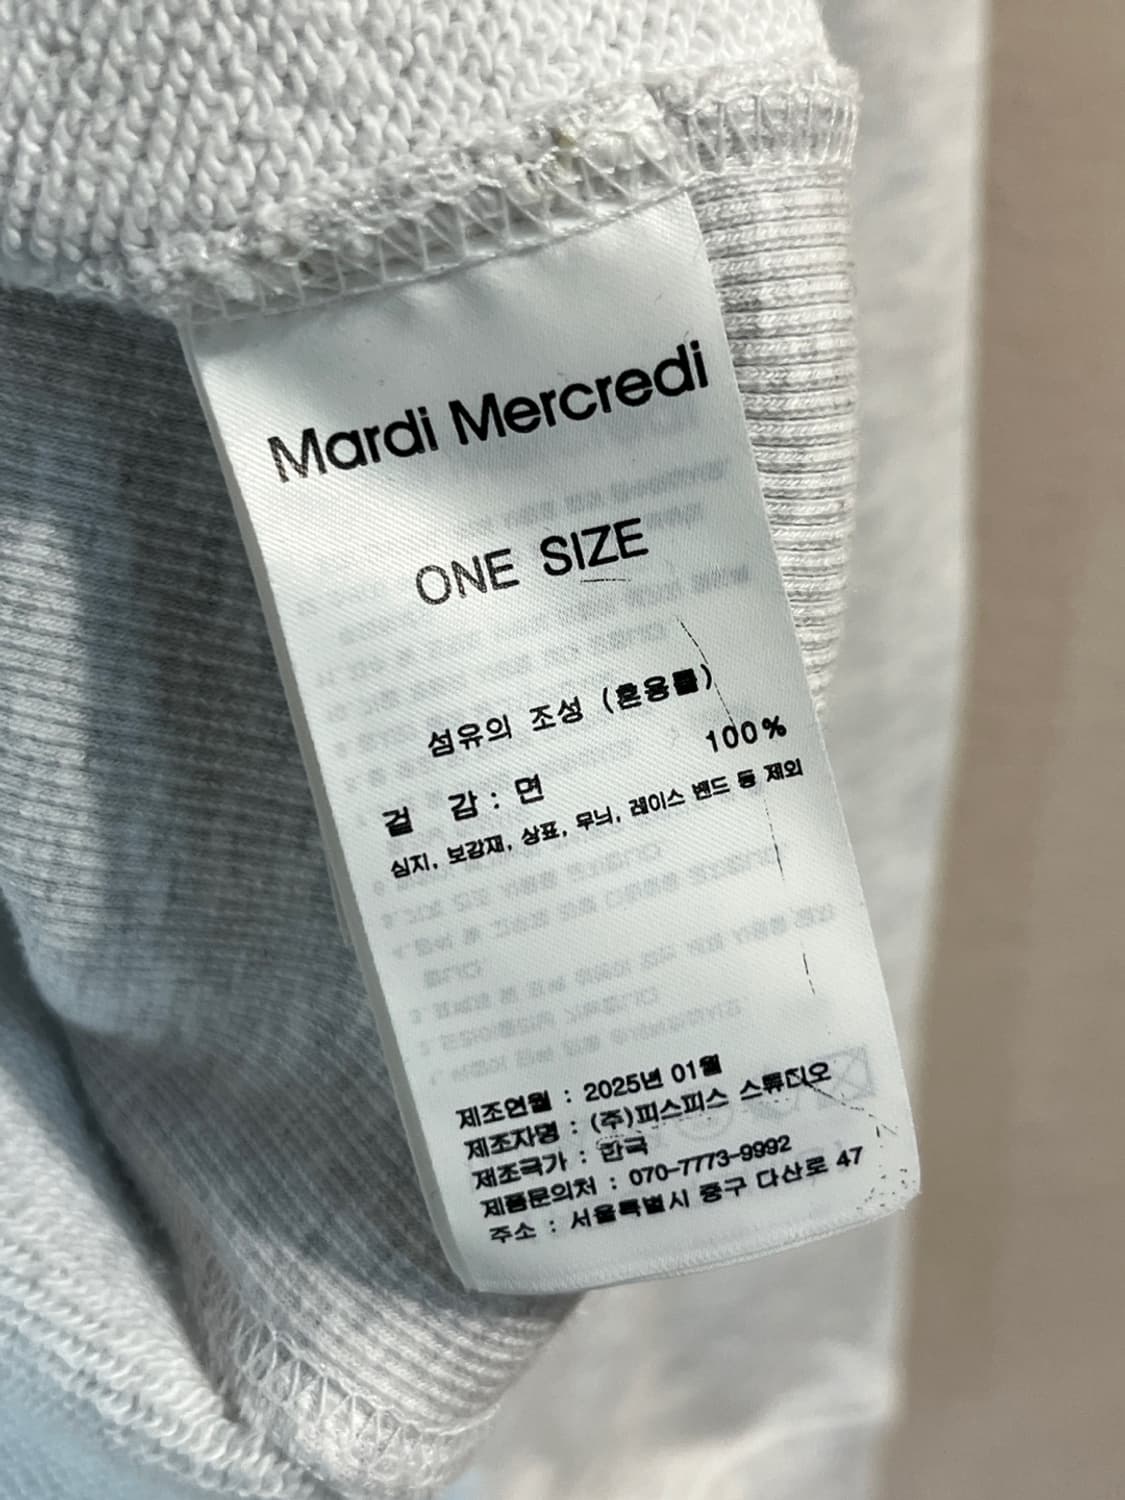 Mardi Mercredi
ONE SIZE
섬유의 조성 (혼용률)
걸 감 : 면 100%
심지, 보강재, 상표, 무늬, 레이스 밴드 등 제외
제조연월 : 2025년 01월
제조자명 : (주)피스피스 스튜디오
제조국가 : 한국
제품문의처 : 070-7773-9992
주소 : 서울특별시 중구 다산로 47